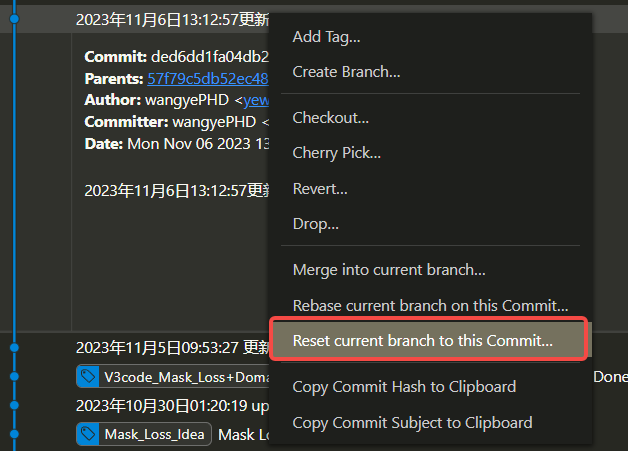 2023年11月6日13:12:57更新
Commit: ded6dd1fa04db2
Parents: 57f79c5db52ec48
Author: wangyePHD <yew
Committer: wangyePHD <
Date: Mon Nov 06 2023 13
2023年11月6日13:12:57更新
Add Tag...
Create Branch...
Checkout...
Cherry Pick...
Revert...
Drop...
Merge into current branch...
Rebase current branch on this Commit...
Reset current branch to this Commit...
Copy Commit Hash to Clipboard
Copy Commit Subject to Clipboard
2023年11月5日09:53:27 更新
V3code_Mask_Loss+Doma
Done
2023年10月30日01:20:19 up
Mask_Loss_Idea Mask Lo